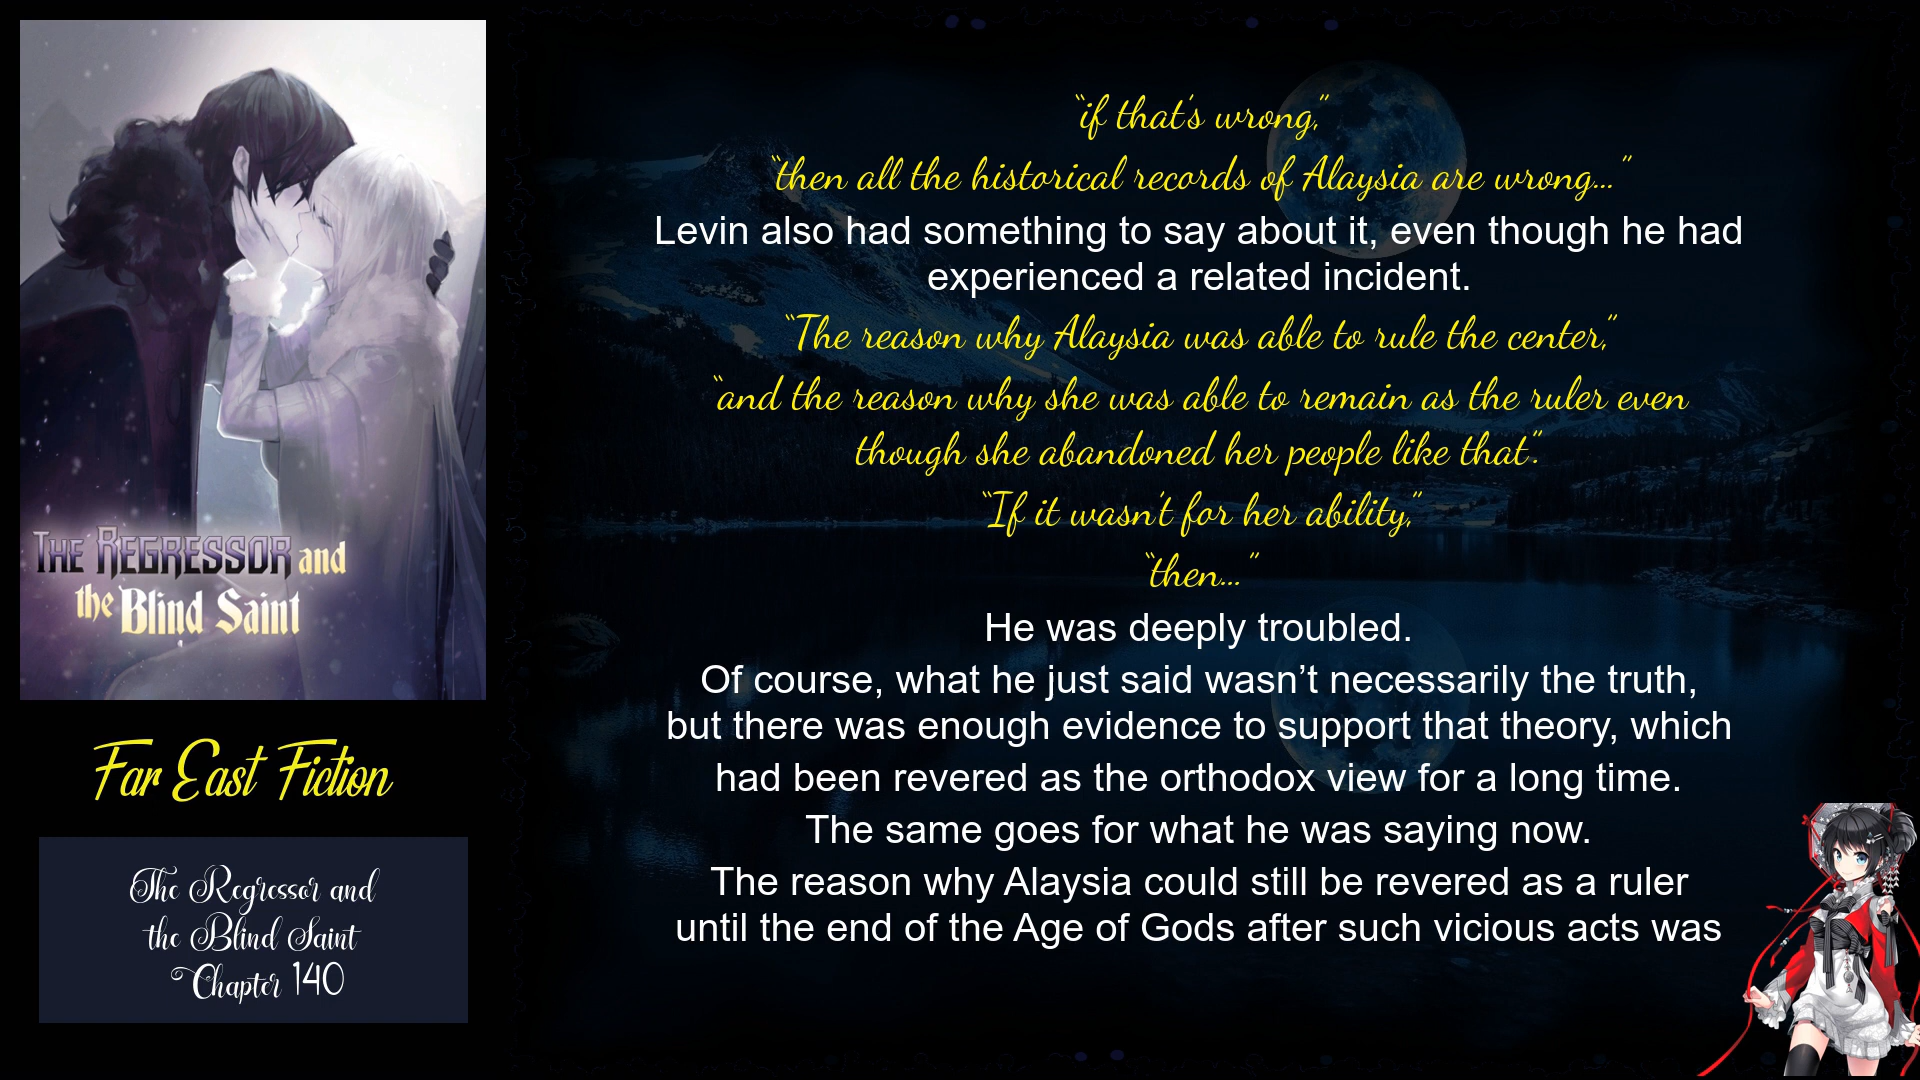 THE REGRESSOR and
the Blind Saint
Far East Fiction
The Regressor and
the Blind Saint
Chapter 140
“if that’s wrong,”
“then all the historical records of Alaysia are wrong...”
Levin also had something to say about it, even though he had
experienced a related incident.
“The reason why Alaysia was able to rule the center,”
“and the reason why she was able to remain as the ruler even
though she abandoned her people like that”.
“If it wasn’t for her ability,”
“then...”
He was deeply troubled.
Of course, what he just said wasn’t necessarily the truth,
but there was enough evidence to support that theory, which
had been revered as the orthodox view for a long time.
The same goes for what he was saying now.
The reason why Alaysia could still be revered as a ruler
until the end of the Age of Gods after such vicious acts was